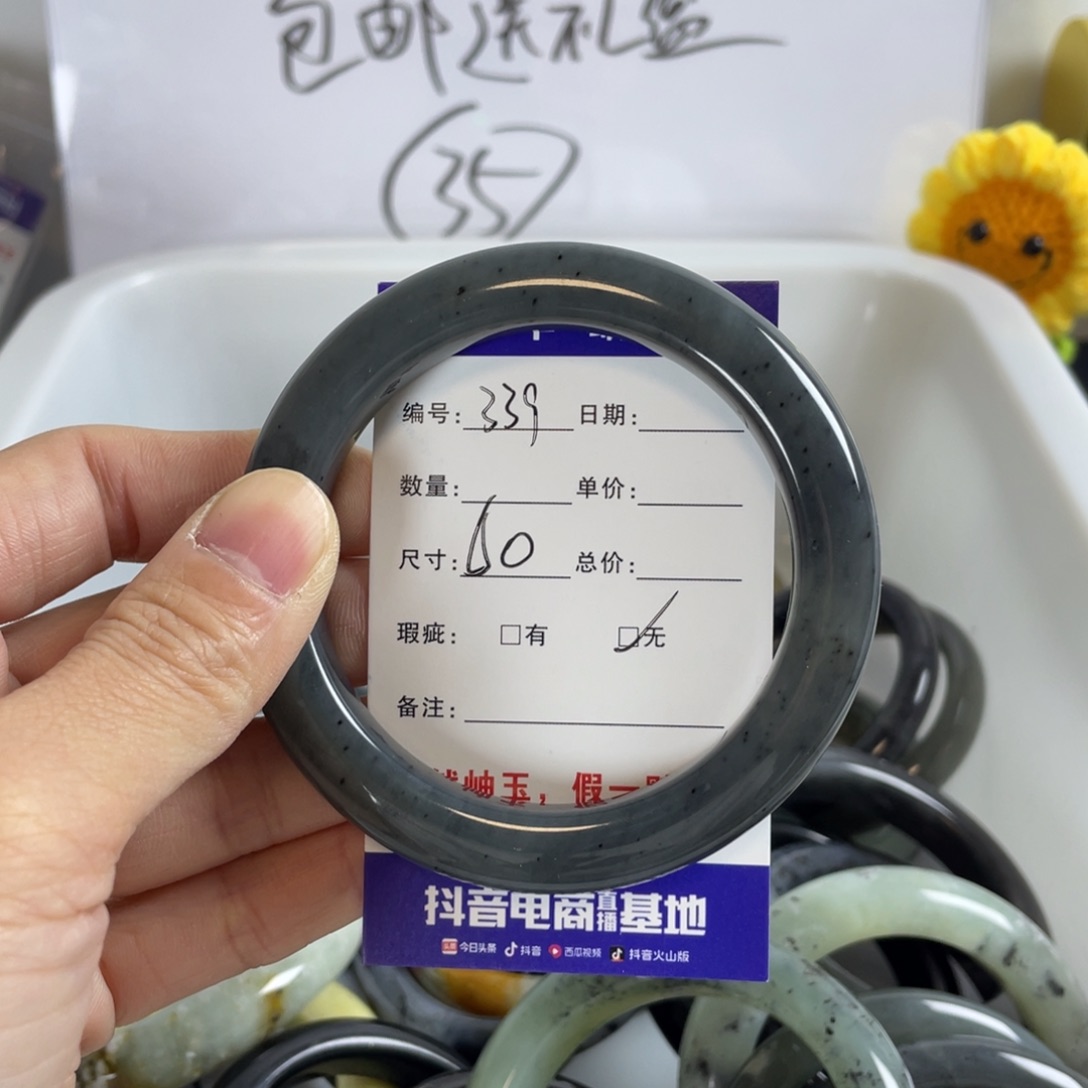 包邮送礼盒
35
编号: 339 日期:
数量: 单价:
尺寸: 60 总价:
瑕疵: □有 □无
备注:
岫玉,假一
抖音电商直播基地
今日头条 抖音 西瓜视频 抖音火山版